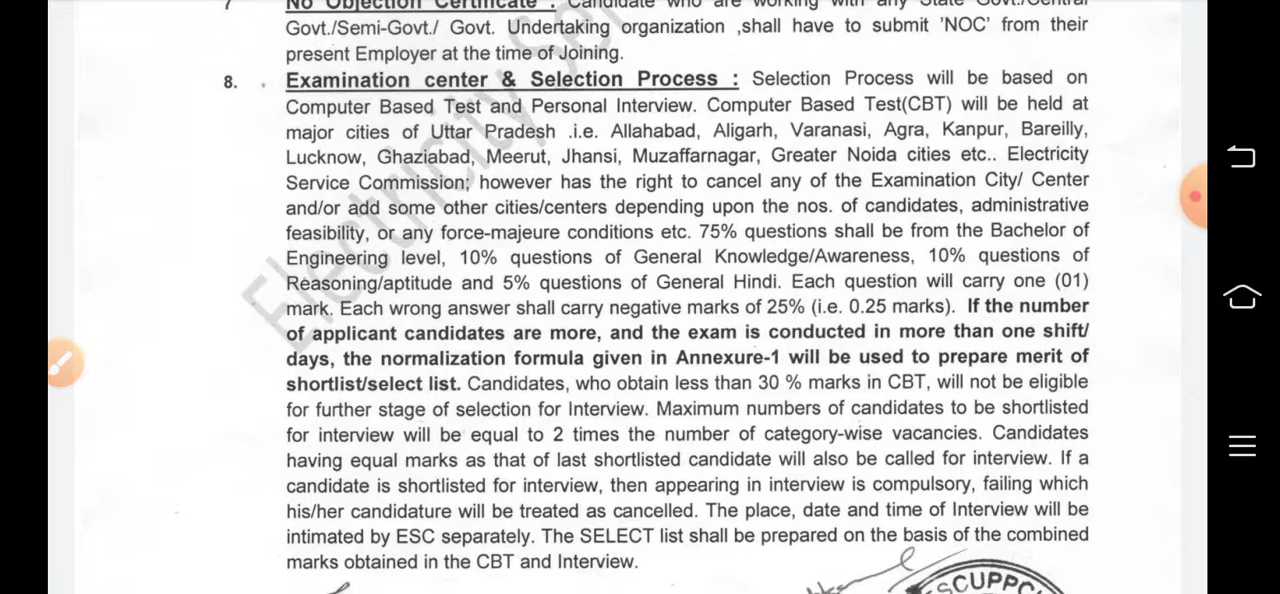 7 No Objection Certificate : Candidate who are working with any State Govt./Central
Govt./Semi-Govt./ Govt. Undertaking organization ,shall have to submit 'NOC' from their
present Employer at the time of Joining.
8. Examination center & Selection Process : Selection Process will be based on
Computer Based Test and Personal Interview. Computer Based Test(CBT) will be held at
major cities of Uttar Pradesh .i.e. Allahabad, Aligarh, Varanasi, Agra, Kanpur, Bareilly,
Lucknow, Ghaziabad, Meerut, Jhansi, Muzaffarnagar, Greater Noida cities etc.. Electricity
Service Commission; however has the right to cancel any of the Examination City/ Center
and/or add some other cities/centers depending upon the nos. of candidates, administrative
feasibility, or any force-majeure conditions etc. 75% questions shall be from the Bachelor of
Engineering level, 10% questions of General Knowledge/Awareness, 10% questions of
Reasoning/aptitude and 5% questions of General Hindi. Each question will carry one (01)
mark. Each wrong answer shall carry negative marks of 25% (i.e. 0.25 marks). If the number
of applicant candidates are more, and the exam is conducted in more than one shift/
days, the normalization formula given in Annexure-1 will be used to prepare merit of
shortlist/select list. Candidates, who obtain less than 30 % marks in CBT, will not be eligible
for further stage of selection for Interview. Maximum numbers of candidates to be shortlisted
for interview will be equal to 2 times the number of category-wise vacancies. Candidates
having equal marks as that of last shortlisted candidate will also be called for interview. If a
candidate is shortlisted for interview, then appearing in interview is compulsory, failing which
his/her candidature will be treated as cancelled. The place, date and time of Interview will be
intimated by ESC separately. The SELECT list shall be prepared on the basis of the combined
marks obtained in the CBT and Interview.
Electricity Se